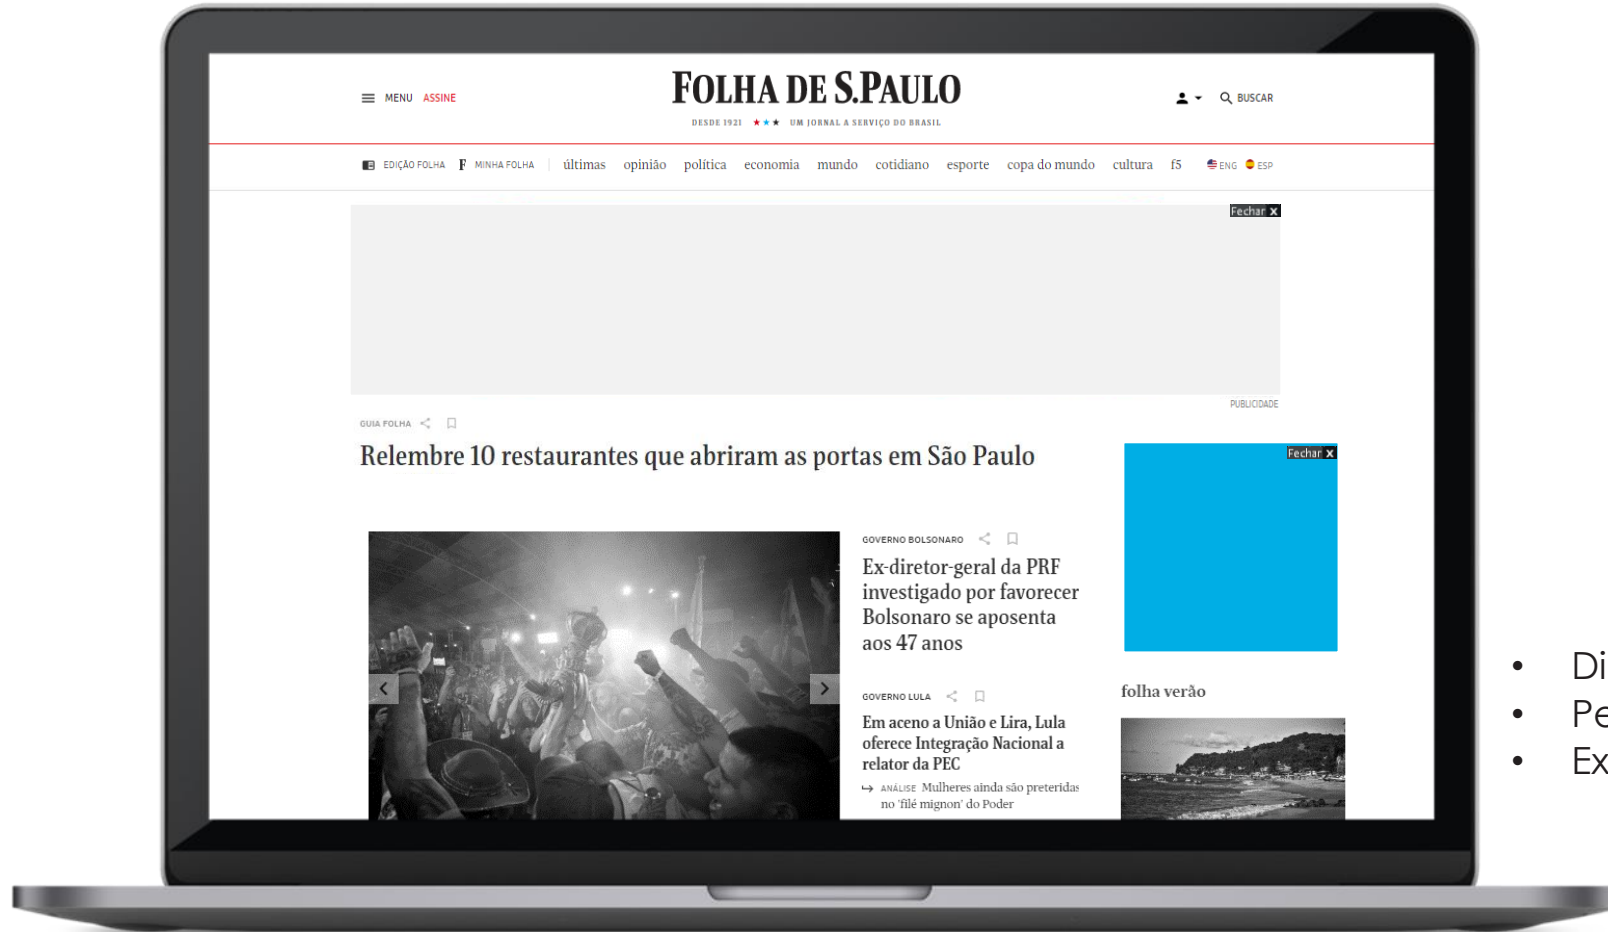 MENU ASSINE
FOLHA DE S.PAULO
DESDE 1921 ★★★ UM JORNAL A SERVIÇO DO BRASIL
BUSCAR
EDIÇÃO FOLHA F MINHA FOLHA últimas opinião política economia mundo cotidiano esporte copa do mundo cultura f5 ENG ESP
Fechar X
PUBLICIDADE
GUIA FOLHA
Relembre 10 restaurantes que abriram as portas em São Paulo
Fechar X
GOVERNO BOLSONARO
Ex-diretor-geral da PRF
investigado por favorecer
Bolsonaro se aposenta
aos 47 anos
GOVERNO LULA
Em aceno a União e Lira, Lula
oferece Integração Nacional a
relator da PEC
ANÁLISE Mulheres ainda são preteridas
no 'filé mignon' do Poder
folha verão
• Di
• Pe
• Ex